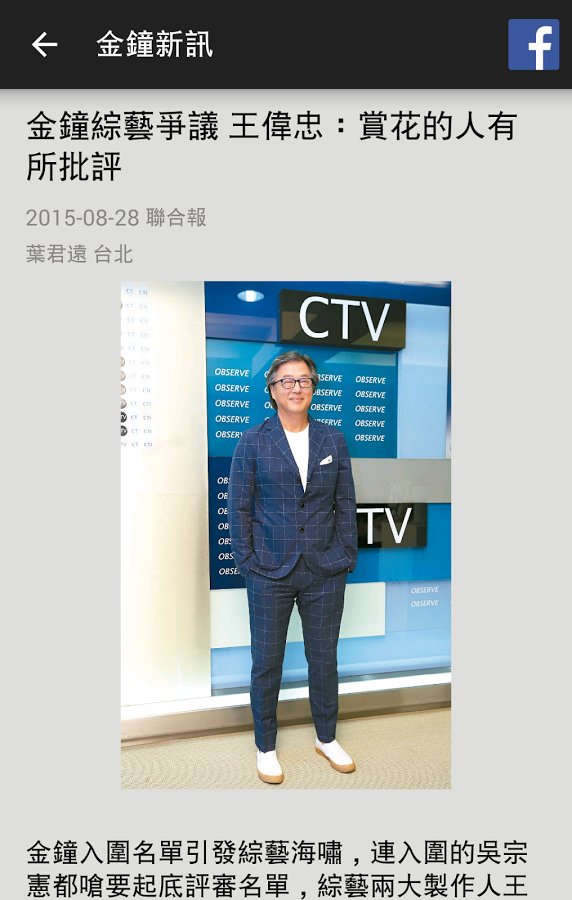 金鐘新訊
f
金鐘綜藝爭議 王偉忠：賞花的人有
所批評
2015-08-28 聯合報
葉君遠 台北
CTV
OBSERVE OBSERVE OBSERVE
OBSERVE OBSERVE OBSERVE
OBSERVE OBSERVE OBSERVE
OBSERVE OBSERVE OBSERVE
TV
OBSERVE
OBSERVE
金鐘入圍名單引發綜藝海嘯，連入圍的吳宗
憲都嗆要起底評審名單，綜藝兩大製作人王